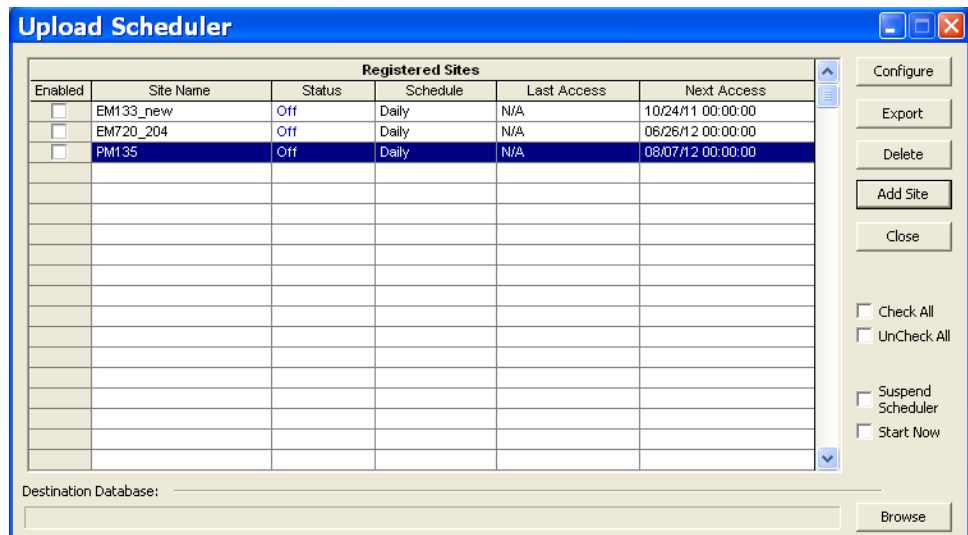 Upload Scheduler
Registered Sites
Enabled Site Name Status Schedule Last Access Next Access
EM133_new Off Daily N/A 10/24/11 00:00:00
EM720_204 Off Daily N/A 06/26/12 00:00:00
PM135 Off Daily N/A 08/07/12 00:00:00
Configure
Export
Delete
Add Site
Close
Check All
UnCheck All
Suspend
Scheduler
Start Now
Destination Database:
Browse